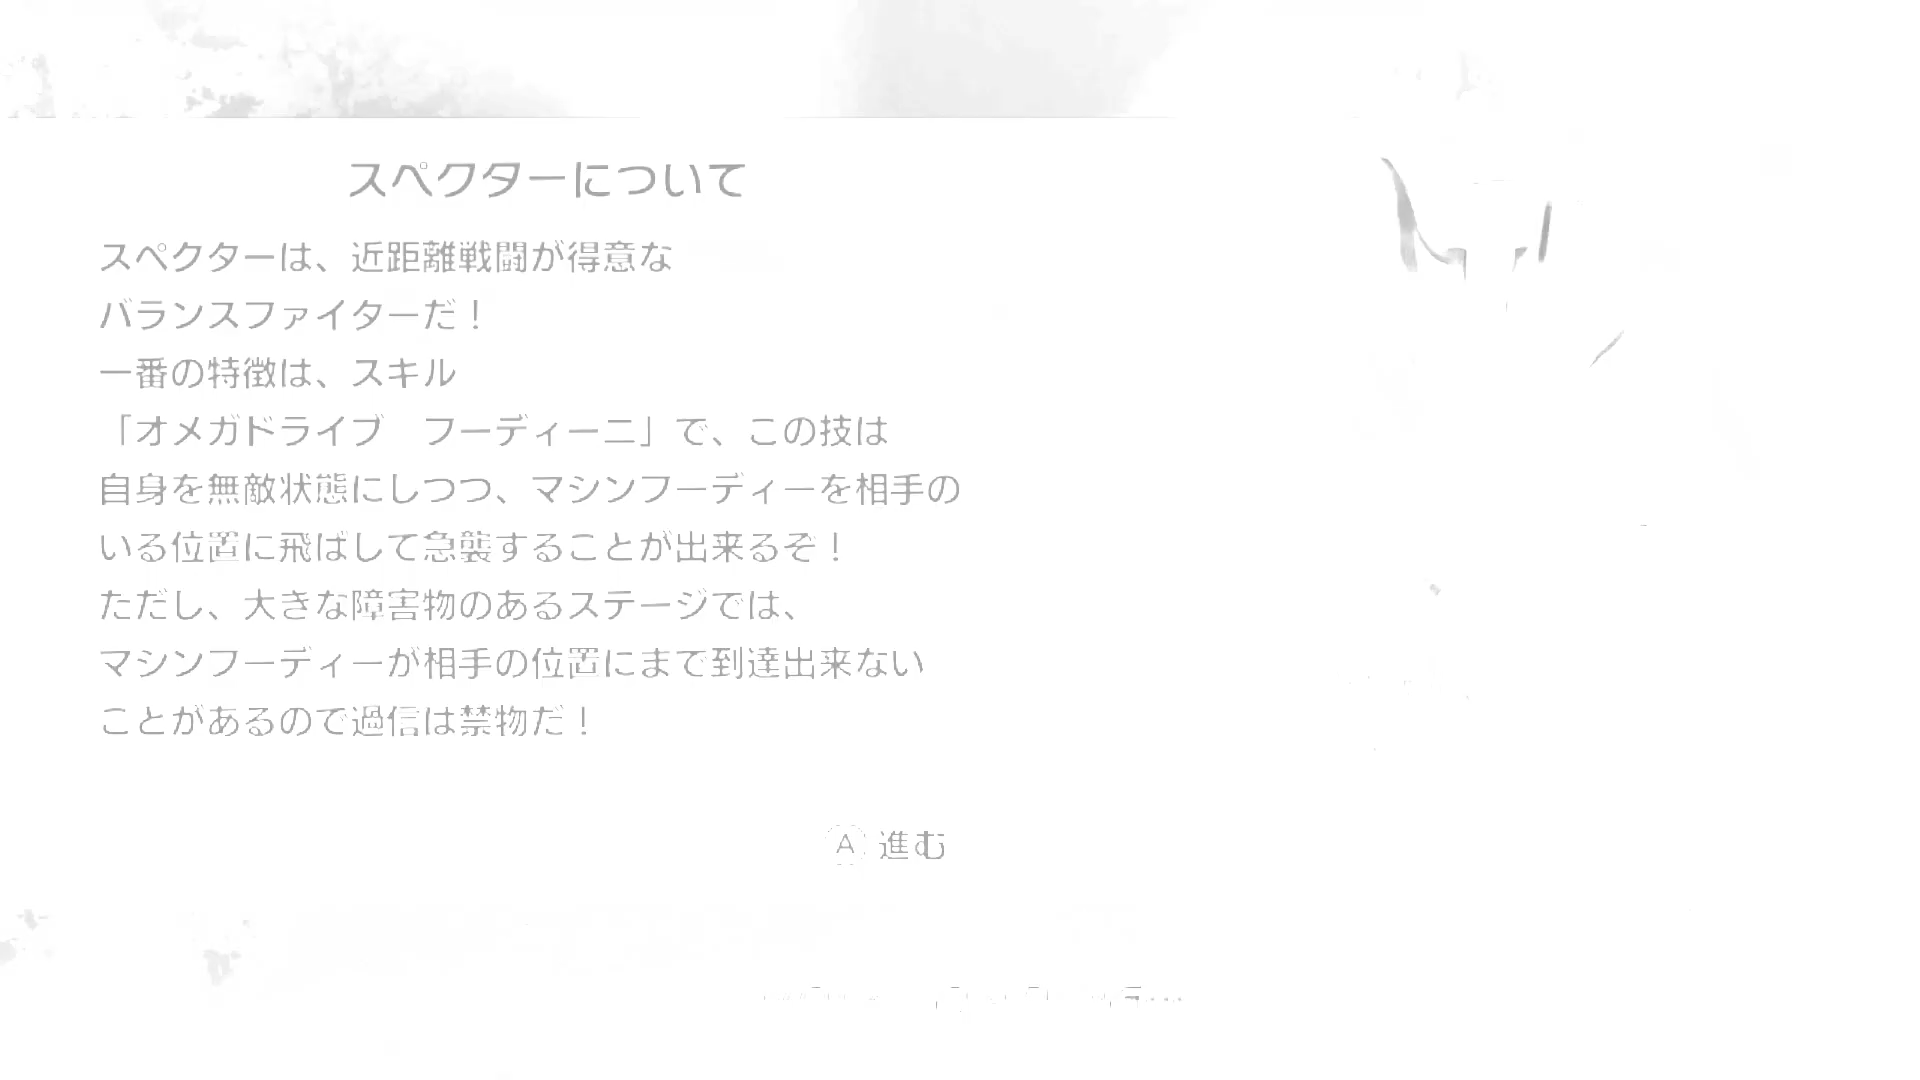 スペクターについて
スペクターは、近距離戦闘が得意な
バランスファイターだ！
一番の特徴は、スキル
「オメガドライブ　フーディーニ」で、この技は
自身を無敵状態にしつつ、マシンフーディーを相手の
いる位置に飛ばして急襲することが出来るぞ！
ただし、大きな障害物のあるステージでは、
マシンフーディーが相手の位置にまで到達出来ない
ことがあるので過信は禁物だ！
A 進む